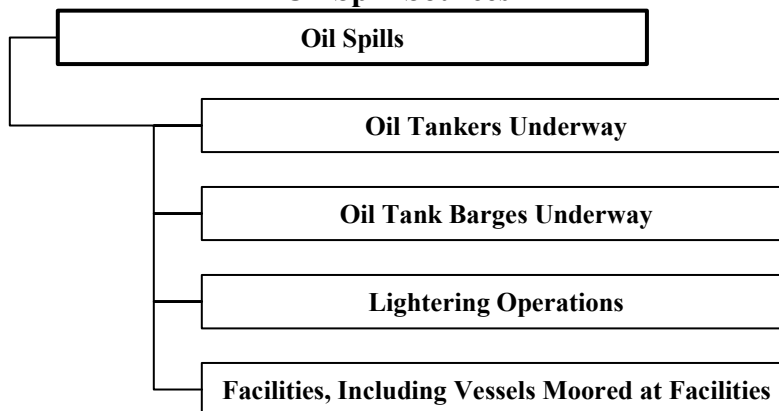 Oil Spills
Oil Tankers Underway
Oil Tank Barges Underway
Lightering Operations
Facilities, Including Vessels Moored at Facilities